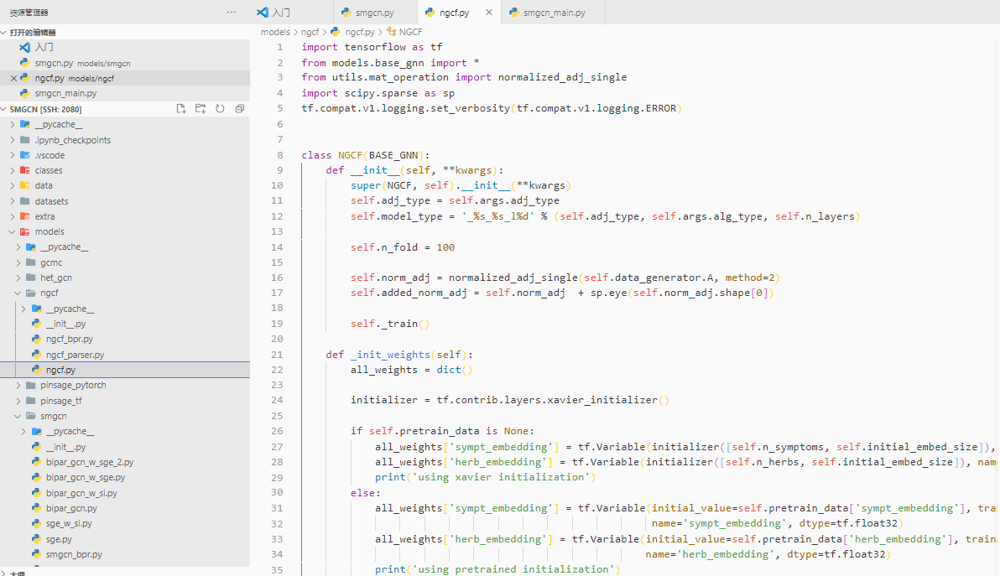 资源管理器
···
打开的编辑器
入门
smgcn.py models/smgcn
ngcf.py models/ngcf
smgcn_main.py
SMGCN [SSH: 2080]
__pycache__
.ipynb_checkpoints
.vscode
classes
data
datasets
extra
models
__pycache__
gcmc
het_gcn
ngcf
__pycache__
__init__.py
ngcf_bpr.py
ngcf_parser.py
ngcf.py
pinsage_pytorch
pinsage_tf
smgcn
__pycache__
__init__.py
bipar_gcn_w_sge_2.py
bipar_gcn_w_sge.py
bipar_gcn_w_si.py
bipar_gcn.py
sge_w_si.py
sge.py
smgcn_bpr.py
大纲
入门 smgcn.py ngcf.py smgcn_main.py
models > ngcf > ngcf.py > NGCF
1 import tensorflow as tf
2 from models.base_gnn import *
3 from utils.mat_operation import normalized_adj_single
4 import scipy.sparse as sp
5 tf.compat.v1.logging.set_verbosity(tf.compat.v1.logging.ERROR)
6
7
8 class NGCF(BASE_GNN):
9 def __init__(self, **kwargs):
10 super(NGCF, self).__init__(**kwargs)
11 self.adj_type = self.args.adj_type
12 self.model_type = '_%s_%s_l%d' % (self.adj_type, self.args.alg_type, self.n_layers)
13
14 self.n_fold = 100
15
16 self.norm_adj = normalized_adj_single(self.data_generator.A, method=2)
17 self.added_norm_adj = self.norm_adj + sp.eye(self.norm_adj.shape[0])
18
19 self._train()
20
21 def _init_weights(self):
22 all_weights = dict()
23
24 initializer = tf.contrib.layers.xavier_initializer()
25
26 if self.pretrain_data is None:
27 all_weights['sympt_embedding'] = tf.Variable(initializer([self.n_symptoms, self.initial_embed_size]),
28 all_weights['herb_embedding'] = tf.Variable(initializer([self.n_herbs, self.initial_embed_size]), nam
29 print('using xavier initialization')
30 else:
31 all_weights['sympt_embedding'] = tf.Variable(initial_value=self.pretrain_data['sympt_embedding'], tra
32 name='sympt_embedding', dtype=tf.float32)
33 all_weights['herb_embedding'] = tf.Variable(initial_value=self.pretrain_data['herb_embedding'], train
34 name='herb_embedding', dtype=tf.float32)
35 print('using pretrained initialization')